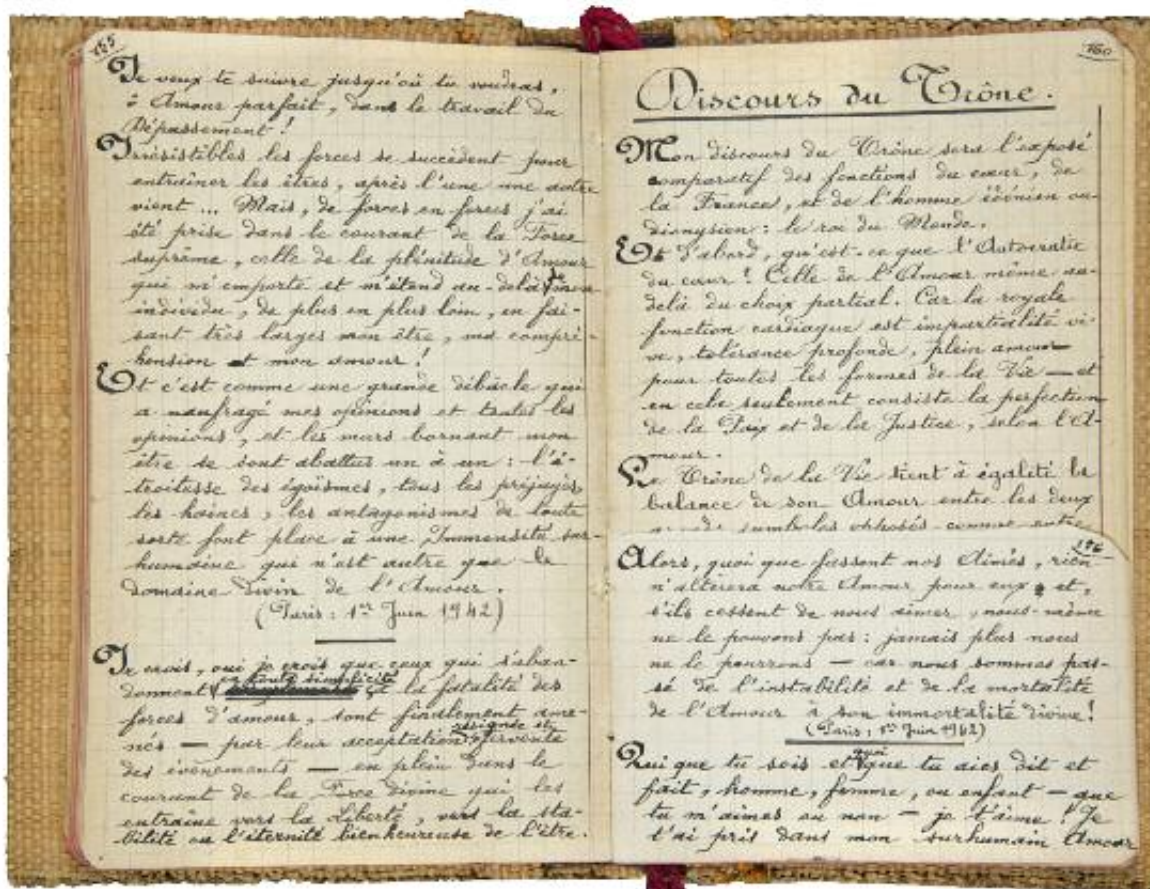 155
Je veux te suivre jusqu'où tu voudras,
ô Amour parfait, dans le travail du
Dépassement !
Irrésistibles les forces se succèdent pour
entraîner les êtres, après l'une une autre
vient ... Mais, de forces en forces j'ai
été prise dans le courant de la Force
suprême, celle de la plénitude d'Amour
qui m'emporte et m'étend au-delà de mon
individu, de plus en plus loin, en fai-
sant très larges mon être, ma compré-
hension et mon amour !
Et c'est comme une grande débâcle qui
a naufragé mes opinions et toutes les
opinions, et les murs bornant mon
être se sont abattus un à un : l'é-
troitesse des égoïsmes, tous les préjugés,
les haines, les antagonismes de toute
sorte font place à une Immensité sur-
humaine qui n'est autre que le
domaine divin de l'Amour.
(Paris : 1er Juin 1942)
Je crois, oui je crois que ceux qui s'aban-
donnent en toute simplicité à la fatalité des
forces d'amour, sont finalement ame-
nés — par leur acceptation résignée et fervente
des évènements — en plein dans le
courant de la Force divine qui les
entraîne vers la Liberté, vers la sta-
bilité ou l'éternité bienheureuse de l'être.
160
Discours du Trône.
Mon discours du Trône sera l'exposé
comparatif des fonctions du cœur, de
la France, et de l'homme ou
dionysien : le roi du Monde.
Et d'abord, qu'est-ce que l'Autocratie
du cœur ! Celle de l'Amour même au-
delà du choix partial. Car la royale
fonction cardiaque est impartialité vi-
ve, tolérance profonde, plein amour
pour toutes les formes de la Vie — et
en cela seulement consiste la perfection
de la Paix et de la Justice, selon l'A-
mour.
Le Trône de la Vie tient à égalité la
balance de son Amour entre les deux
symboles opposés comme entre
176
Alors, quoi que fassent nos Aimés, rien
n'altérera notre Amour pour eux et,
s'ils cessent de nous aimer, nous-même
ne le pouvons pas : jamais plus nous
ne le pourrons — car nous sommes pas-
sé de l'instabilité et de la mortalité
de l'Amour à son immortalité divine !
(Paris, 1er Juin 1942)
Qui que tu sois et quoi que tu aies dit et
fait, homme, femme, ou enfant — que
tu m'aimes ou non — je t'aime ! Je
t'ai pris dans mon surhumain Amour